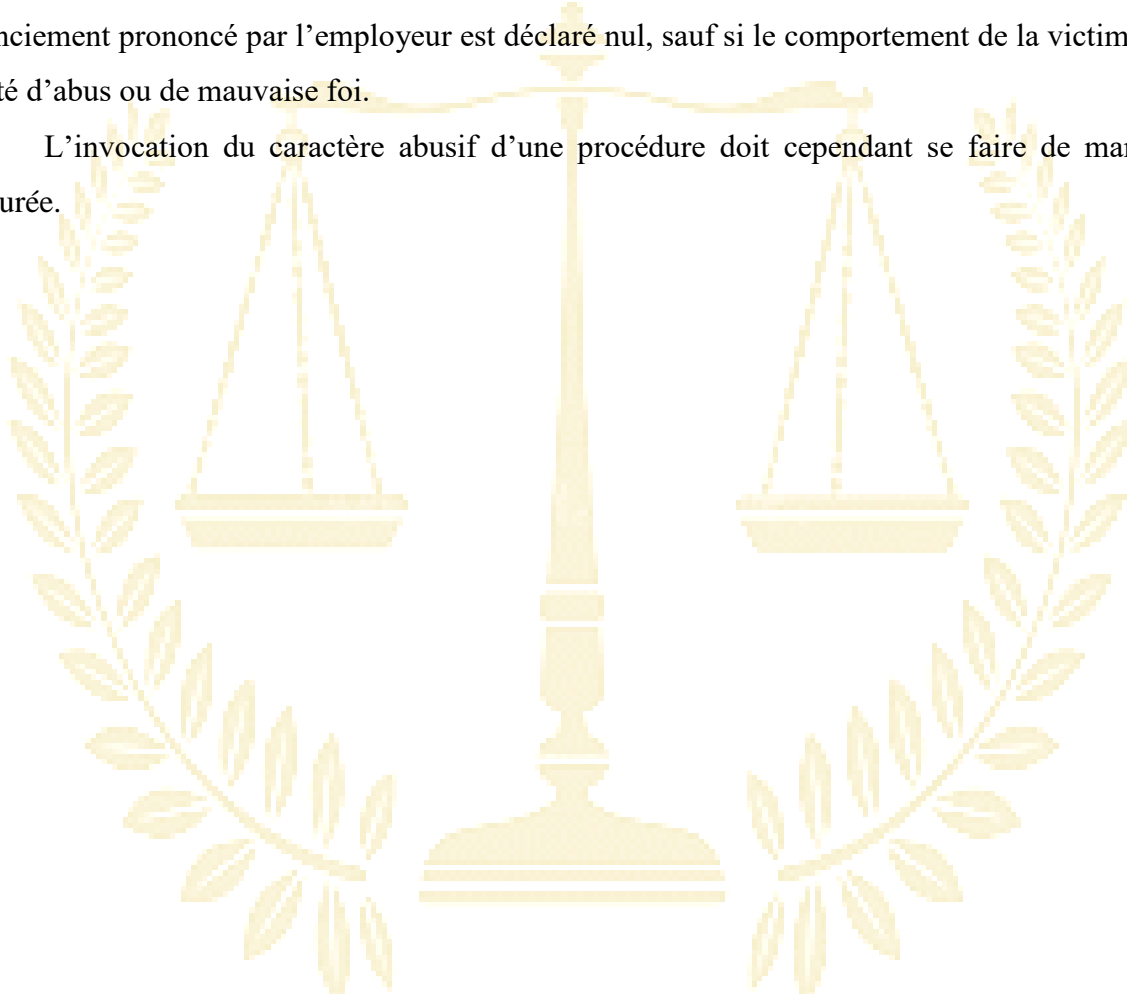 nciement prononcé par l’employeur est déclaré nul, sauf si le comportement de la victim
té d’abus ou de mauvaise foi.
L’invocation du caractère abusif d’une procédure doit cependant se faire de mar
urée.